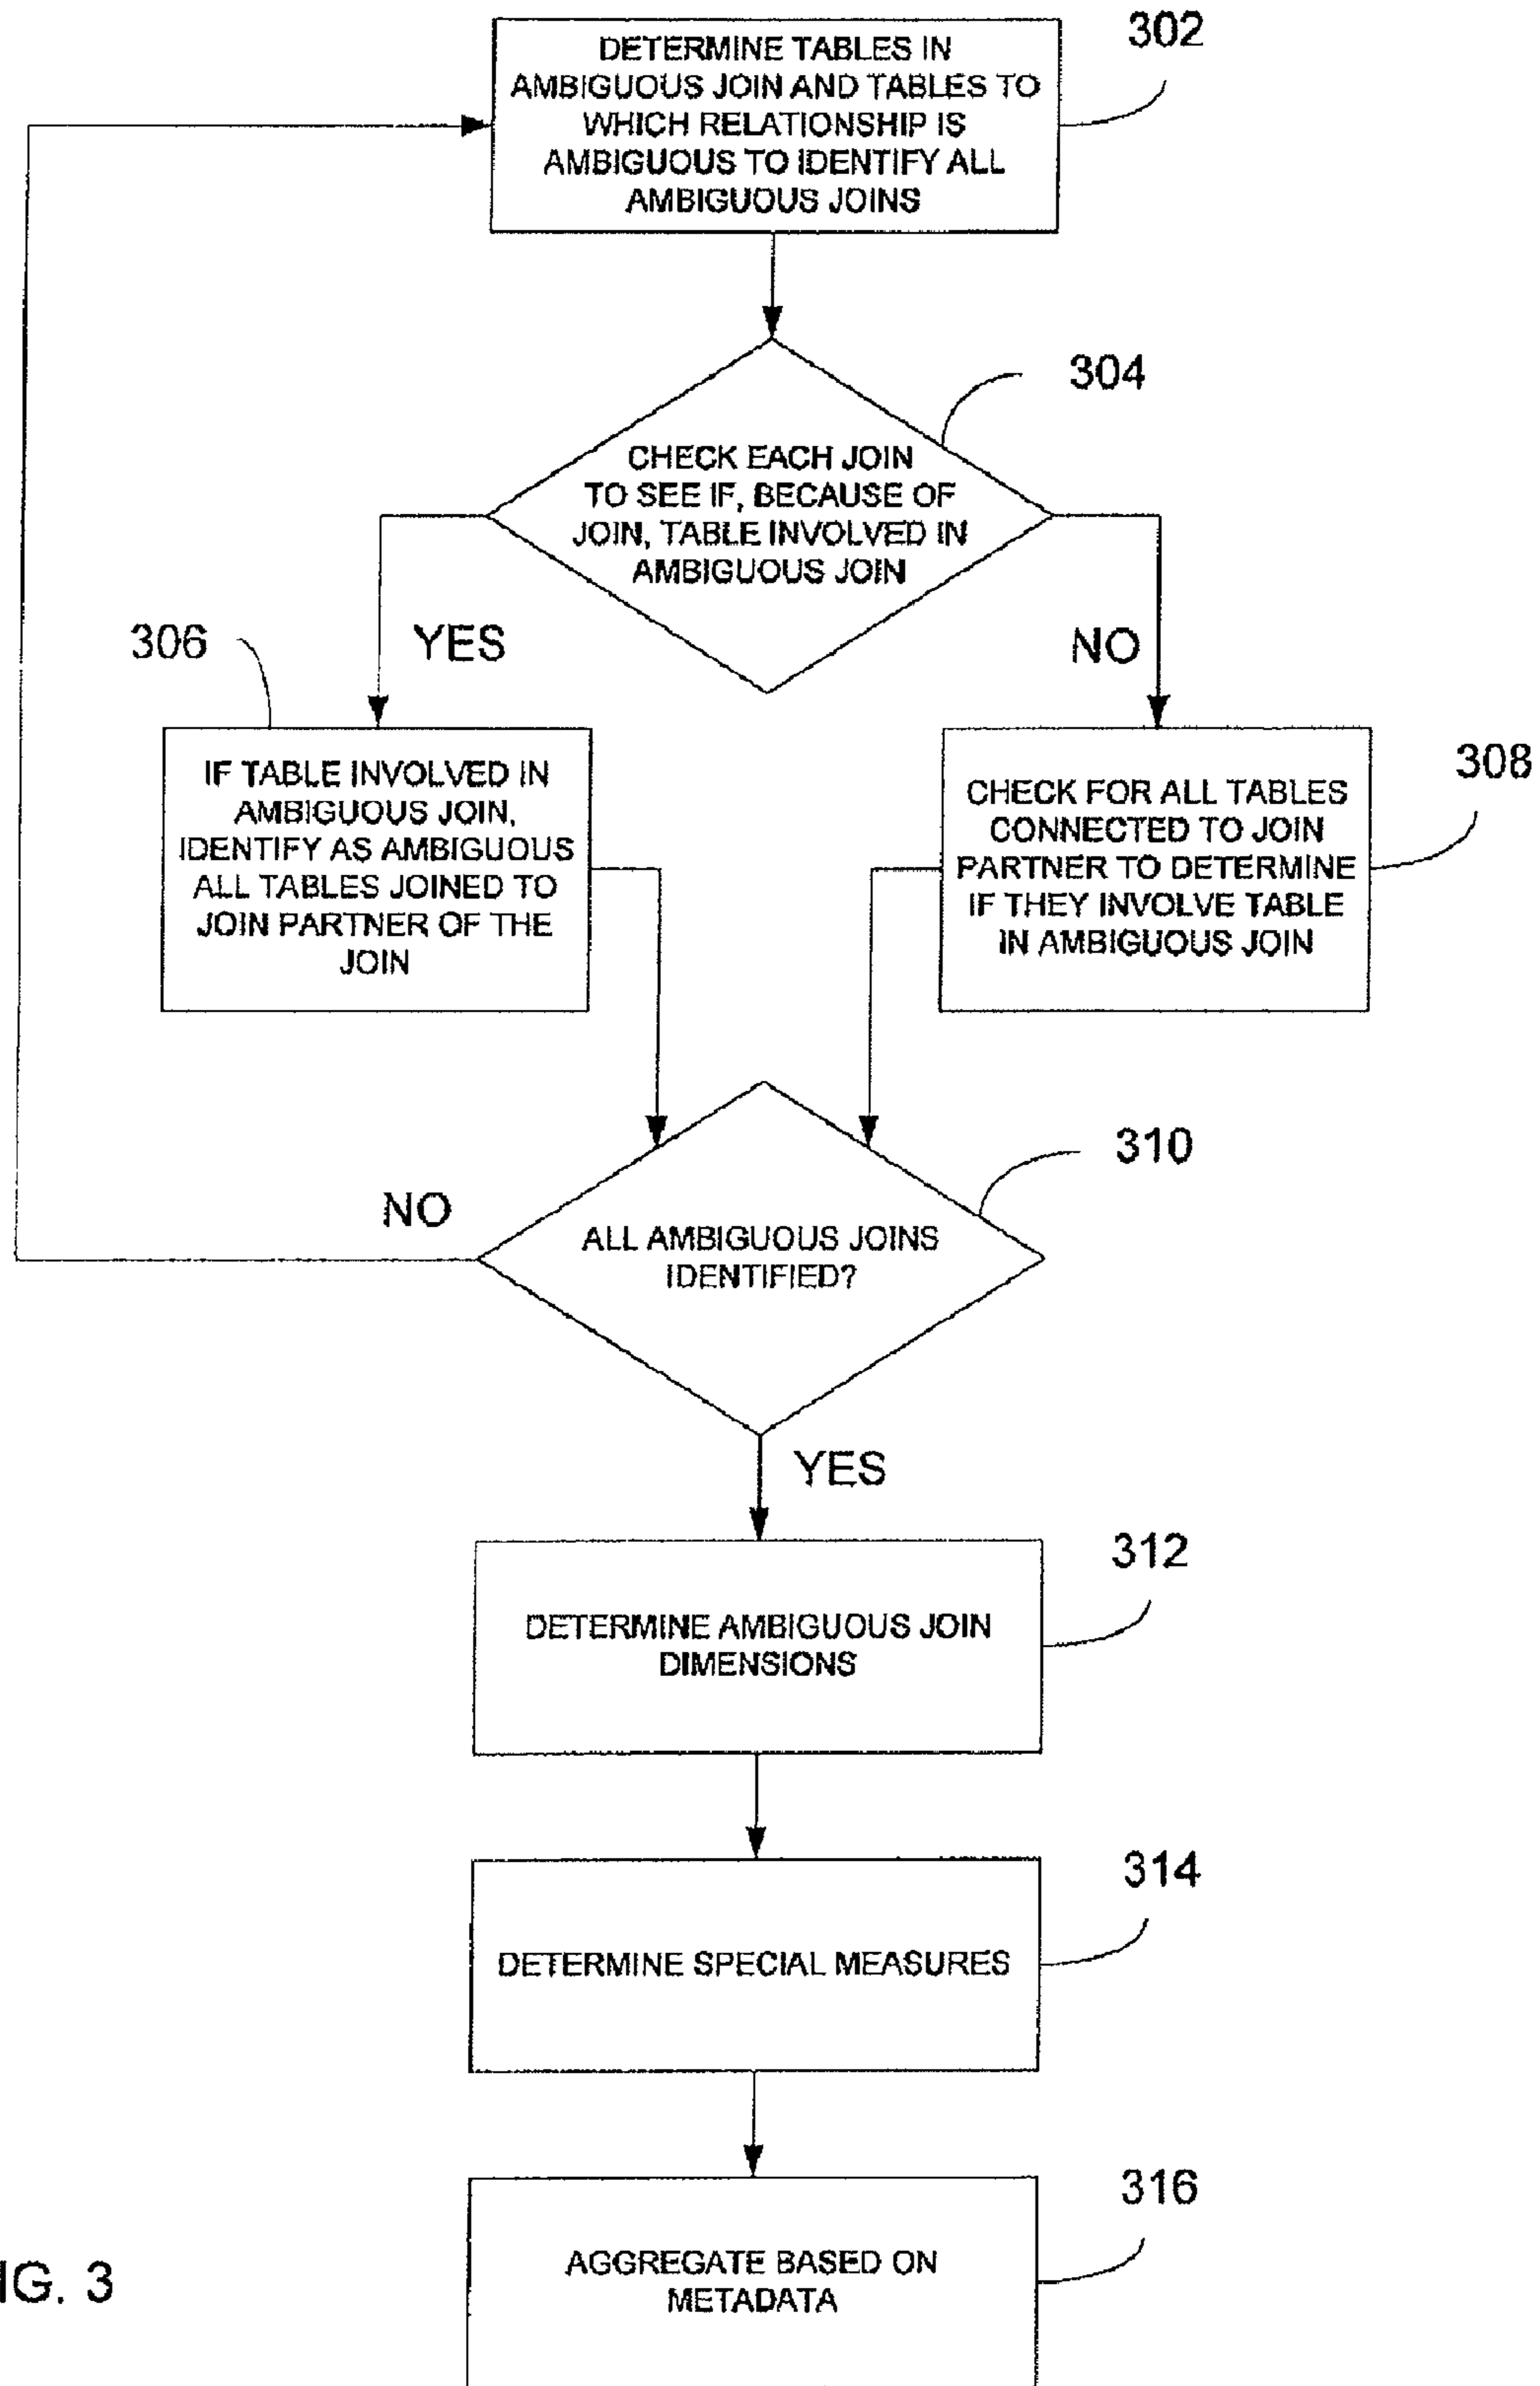 302
DETERMINE TABLES IN
AMBIGUOUS JOIN AND TABLES TO
WHICH RELATIONSHIP IS
AMBIGUOUS TO IDENTIFY ALL
AMBIGUOUS JOINS
304
CHECK EACH JOIN
TO SEE IF, BECAUSE OF
JOIN, TABLE INVOLVED IN
AMBIGUOUS JOIN
306
YES
NO
308
IF TABLE INVOLVED IN
AMBIGUOUS JOIN,
IDENTIFY AS AMBIGUOUS
ALL TABLES JOINED TO
JOIN PARTNER OF THE
JOIN
CHECK FOR ALL TABLES
CONNECTED TO JOIN
PARTNER TO DETERMINE
IF THEY INVOLVE TABLE
IN AMBIGUOUS JOIN
310
NO
ALL AMBIGUOUS JOINS
IDENTIFIED?
YES
312
DETERMINE AMBIGUOUS JOIN
DIMENSIONS
314
DETERMINE SPECIAL MEASURES
316
AGGREGATE BASED ON
METADATA
IG. 3